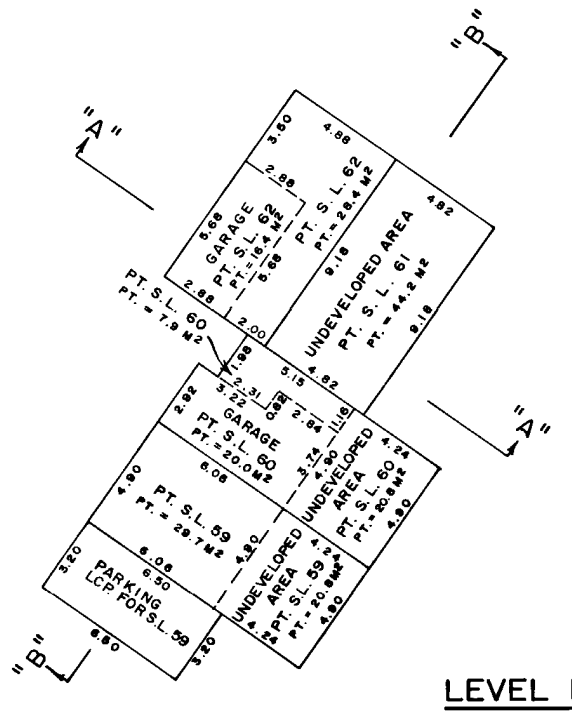 "B"
"A"
3.50
4.88
2.88
PT. S. L. 62
PT. = 28.4 M2
4.82
5.68
GARAGE
PT. S. L. 62
PT. = 16.4 M2
5.68
9.18
UNDEVELOPED AREA
PT. S. L. 61
PT. = 44.2 M2
9.18
2.88
2.00
PT. S. L. 60
PT. = 7.9 M2
1.98
5.15
4.82
2.31
3.22
0.62
2.84
1.16
2.92
GARAGE
PT. S. L. 60
PT. = 20.0 M2
3.74
4.90
"A"
4.24
UNDEVELOPED
AREA
PT. S. L. 60
PT. = 20.8 M2
4.90
6.06
4.90
PT. S.L. 59
PT. = 29.7 M2
4.90
4.24
UNDEVELOPED
AREA
PT. S.L. 59
PT. = 20.8 M2
4.90
4.24
6.06
6.50
3.20
PARKING
LCP. FOR S.L. 59
6.50
3.20
"B"
LEVEL